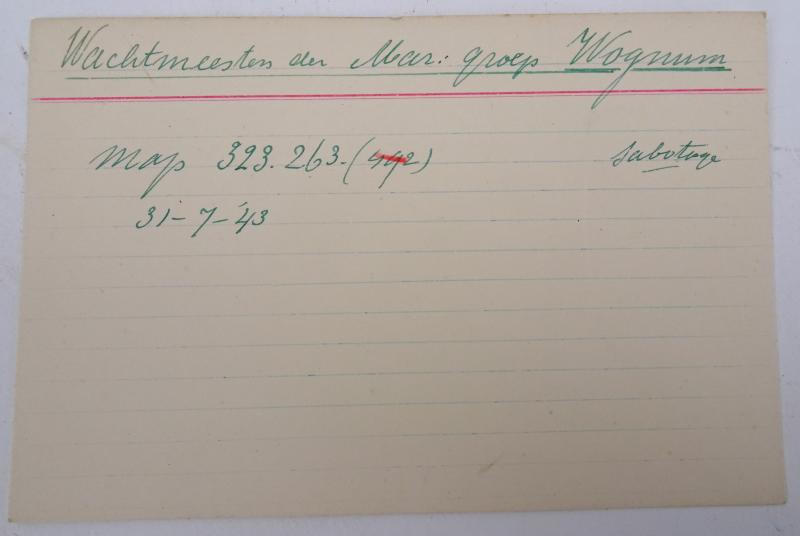 Wachtmeesters der Mar: groep Wognum
map 323.263. (442) sabotage
31-7-'43